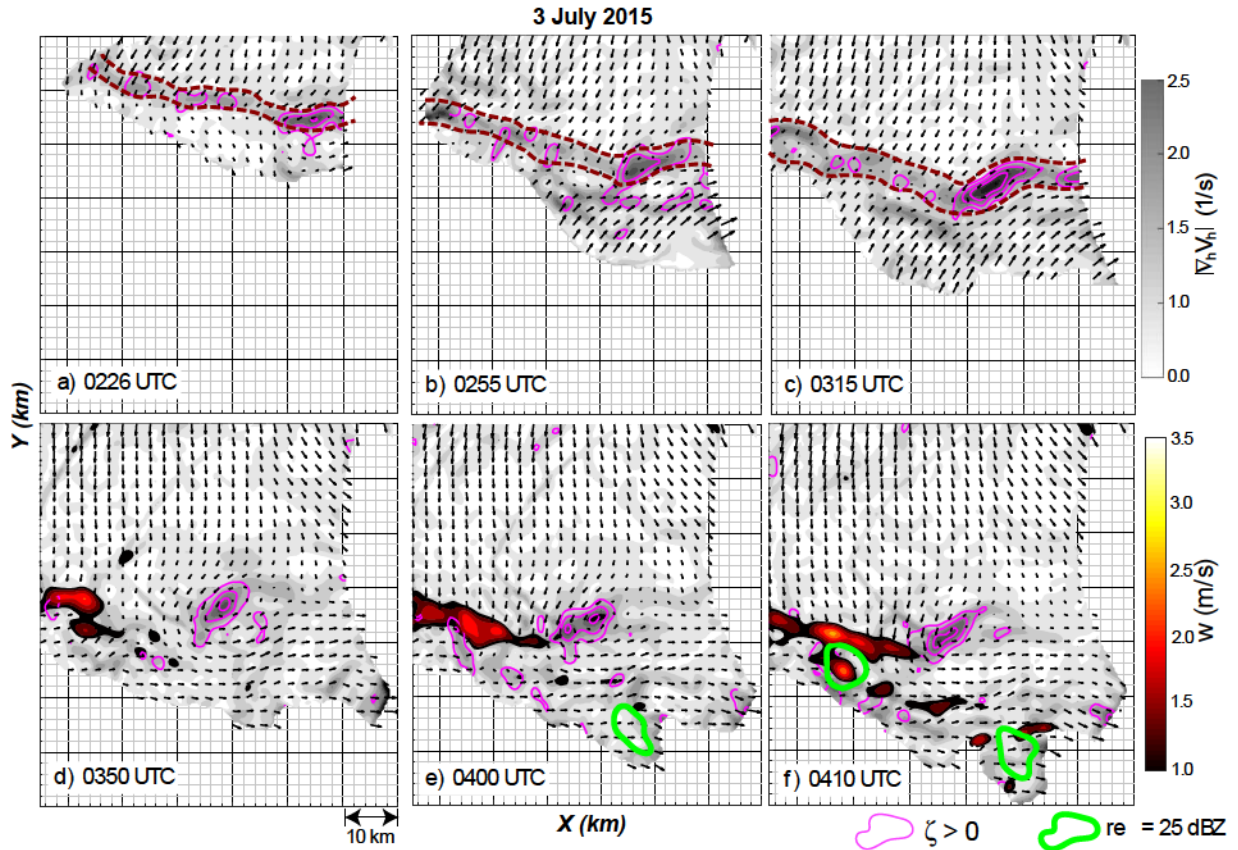 3 July 2015
a) 0226 UTC
b) 0255 UTC
c) 0315 UTC
2.5
2.0
1.5
1.0
0.0
|∇ₕVₕ| (1/s)
Y (km)
d) 0350 UTC
e) 0400 UTC
f) 0410 UTC
3.5
3.0
2.5
2.0
1.5
1.0
W (m/s)
10 km
X (km)
ζ > 0
re = 25 dBZ